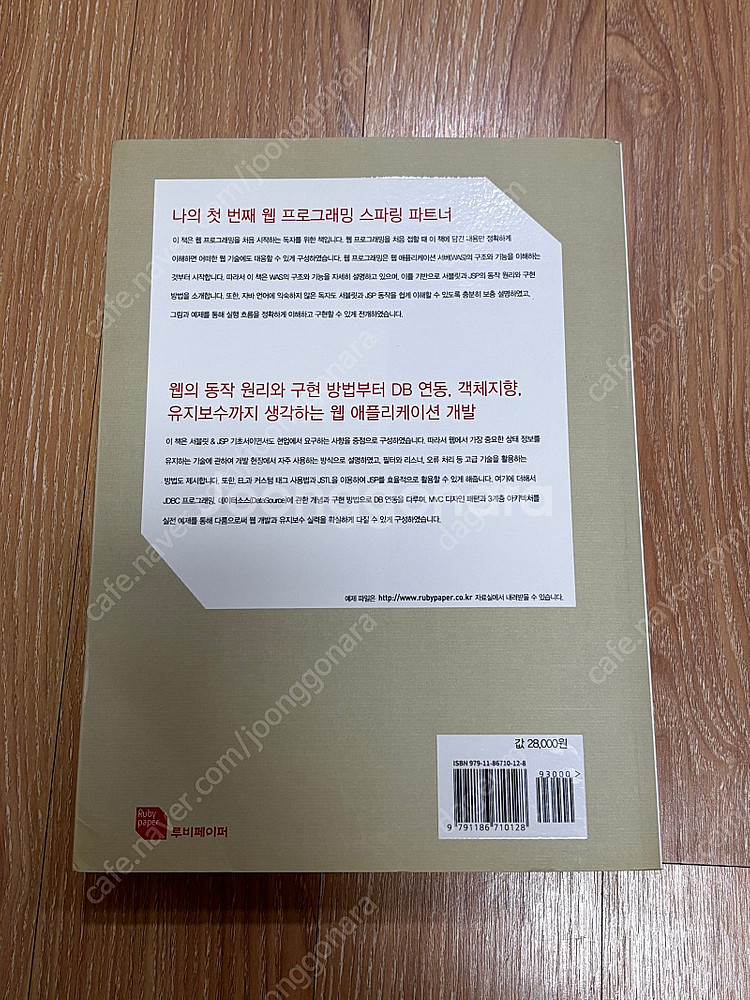 나의 첫 번째 웹 프로그래밍 스파링 파트너
이 책은 웹 프로그래밍을 처음 시작하는 독자를 위한 책입니다. 웹 프로그래밍을 처음 접할 때 이 책에 담긴 내용만 정확하게
이해하면 어떠한 웹 기술에도 대응할 수 있게 구성하였습니다. 웹 프로그래밍은 웹 애플리케이션 서버(WAS)의 구조와 기능을 이해하는
것부터 시작합니다. 따라서 이 책은 WAS의 구조와 기능을 자세히 설명하고 있으며, 이를 기반으로 서블릿과 JSP의 동작 원리와 구현
방법을 소개합니다. 또한, 자바 언어에 익숙하지 않은 독자도 서블릿과 JSP 동작을 쉽게 이해할 수 있도록 충분히 보충 설명하였고,
그림과 예제를 통해 실행 흐름을 정확하게 이해하고 구현할 수 있게 전개하였습니다.
웹의 동작 원리와 구현 방법부터 DB 연동, 객체지향,
유지보수까지 생각하는 웹 애플리케이션 개발
이 책은 서블릿 & JSP 기초서이면서도 현업에서 요구하는 사항을 중점으로 구성하였습니다. 따라서 웹에서 가장 중요한 상태 정보를
유지하는 기술에 관하여 개발 현장에서 자주 사용하는 방식으로 설명하였고, 필터와 리스너, 오류 처리 등 고급 기술을 활용하는
방법도 제시합니다. 또한, EL과 커스텀 태그 사용법과 JSTL을 이용하여 JSP를 효율적으로 활용할 수 있게 해줍니다. 여기에 더해서
JDBC 프로그래밍, 데이터소스(DataSource)에 관한 개념과 구현 방법으로 DB 연동을 다루며, MVC 디자인 패턴과 3계층 아키텍처를
실전 예제를 통해 다룸으로써 웹 개발과 유지보수 실력을 확실하게 다질 수 있게 구성하였습니다.
예제 파일은 http://www.rubypaper.co.kr 자료실에서 내려받을 수 있습니다.
값 28,000원
ISBN 979-11-86710-12-8
93000
9 791186 710128
Ruby
paper
루비페이퍼
cafe.naver.com/joonggonara